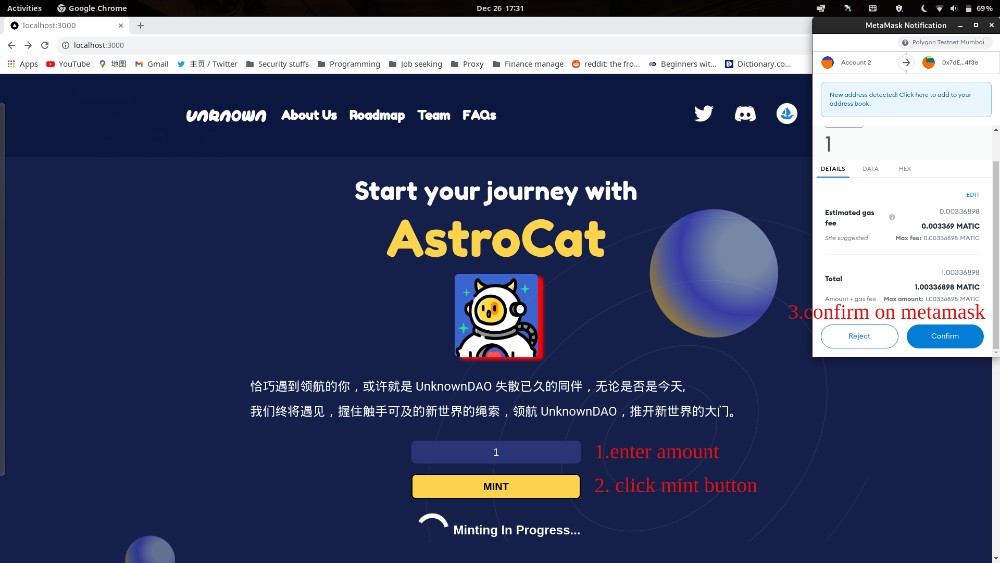 Activities
Google Chrome
Dec 26 17:31
69%
localhost:3000
MetaMask Notification
localhost:3000
Polygon Testnet Mumbai
Apps
YouTube
地图
Gmail
主页 / Twitter
Security stuffs
Programming
Job seeking
Proxy
Finance manage
reddit: the fro...
Beginners wit...
Dictionary.co...
Account 2
0x7dE...4f3e
New address detected! Click here to add to your
address book.
UNKNOWN
About Us
Roadmap
Team
FAQs
1
DETAILS
DATA
HEX
EDIT
Start your journey with
AstroCat
Estimated gas
fee
0.00336898
0.003369 MATIC
Site suggested
Max fee: 0.00336898 MATIC
Total
1.00336898
1.00336898 MATIC
Amount + gas fee
Max amount: 1.00336898 MATIC
3.confirm on metamask
Reject
Confirm
恰巧遇到领航的你，或许就是 UnknownDAO 失散已久的同伴，无论是否是今天,
我们终将遇见，握住触手可及的新世界的绳索，领航 UnknownDAO，推开新世界的大门。
1
1.enter amount
MINT
2. click mint button
Minting In Progress...